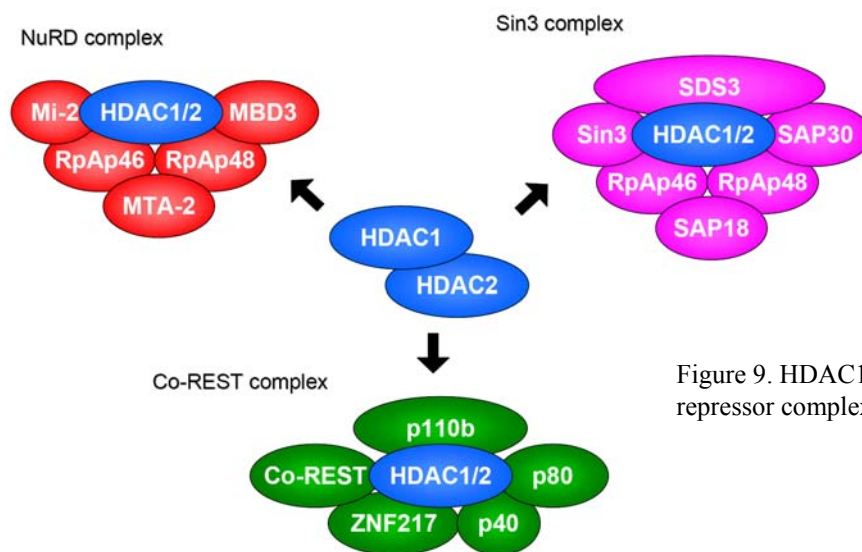 NuRD complex
Mi-2 HDAC1/2 MBD3
RpAp46 RpAp48
MTA-2
Sin3 complex
SDS3
Sin3 HDAC1/2 SAP30
RpAp46 RpAp48
SAP18
HDAC1
HDAC2
Co-REST complex
p110b
Co-REST HDAC1/2 p80
ZNF217 p40
Figure 9. HDAC1
repressor complex